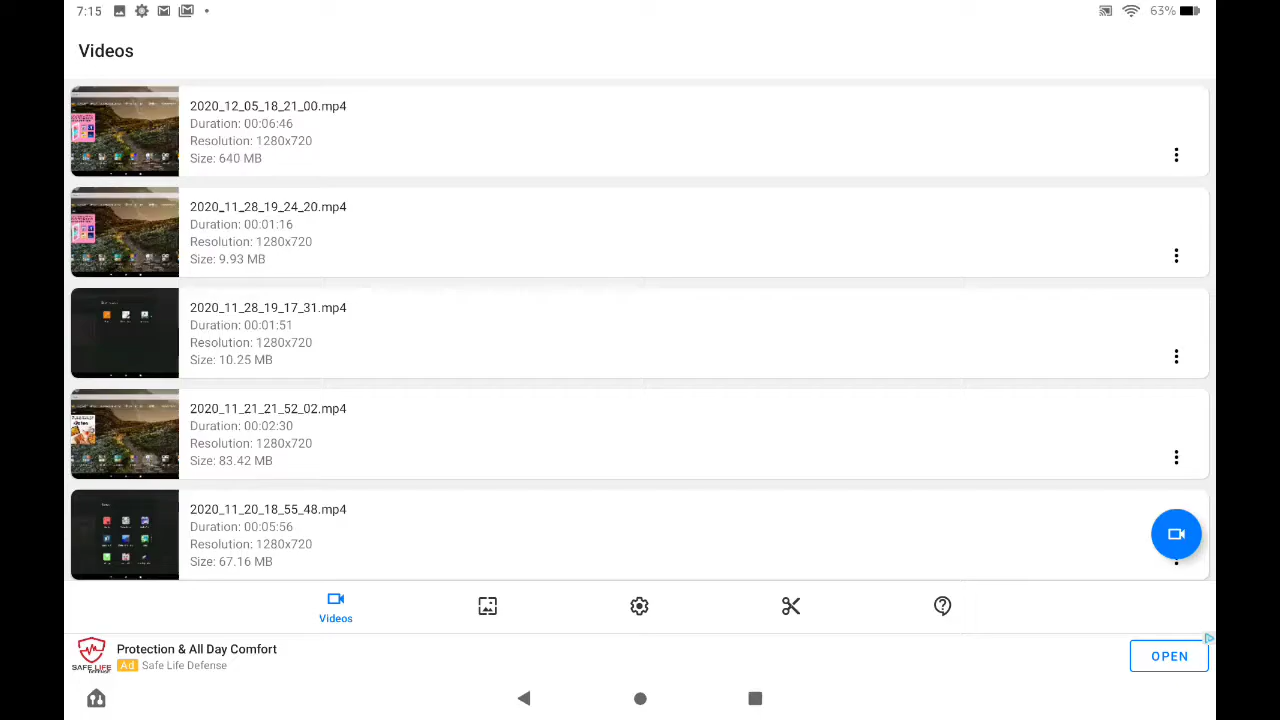 7:15
63%
Videos
2020_12_05_18_21_00.mp4
Duration: 00:06:46
Resolution: 1280x720
Size: 640 MB
2020_11_28_19_24_20.mp4
Duration: 00:01:16
Resolution: 1280x720
Size: 9.93 MB
2020_11_28_19_17_31.mp4
Duration: 00:01:51
Resolution: 1280x720
Size: 10.25 MB
21_52_02.mp4
Duration: 00:02:30
Resolution: 1280x720
Size: 83.42 MB
2020_11_20_18_55_48.mp4
Duration: 00:05:56
Resolution: 1280x720
Size: 67.16 MB
Videos
Protection & All Day Comfort
Ad Safe Life Defense
SAFE LIFE
OPEN